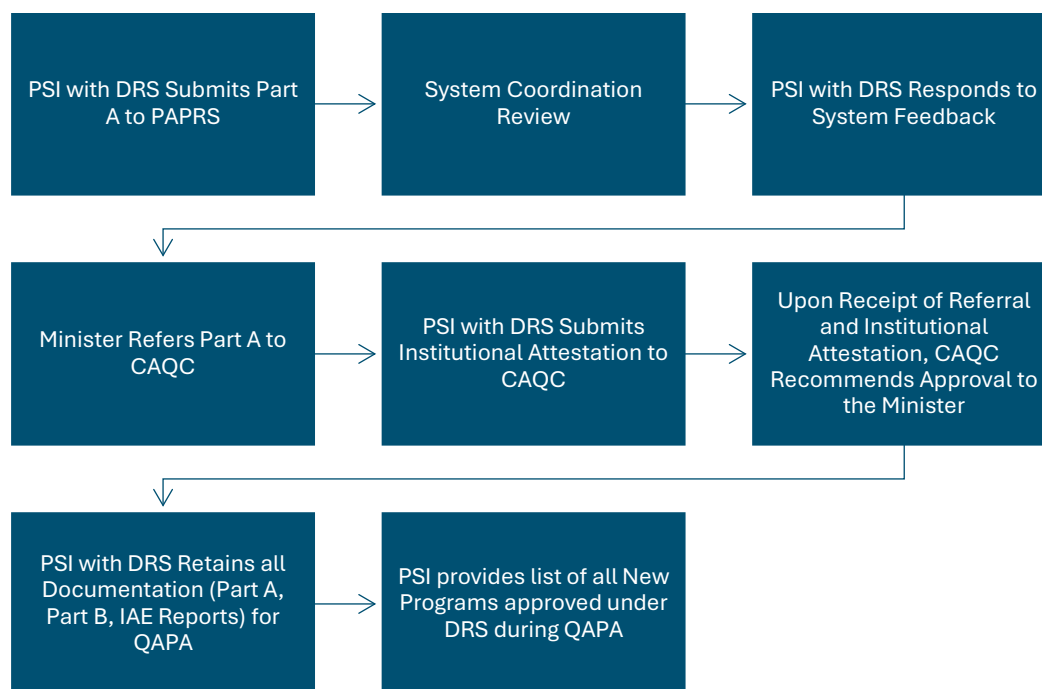 PSI with DRS Submits Part
A to PAPRS
System Coordination
Review
PSI with DRS Responds to
System Feedback
Minister Refers Part A to
CAQC
PSI with DRS Submits
Institutional Attestation to
CAQC
Upon Receipt of Referral
and Institutional
Attestation, CAQC
Recommends Approval to
the Minister
PSI with DRS Retains all
Documentation (Part A,
Part B, IAE Reports) for
QAPA
PSI provides list of all New
Programs approved under
DRS during QAPA